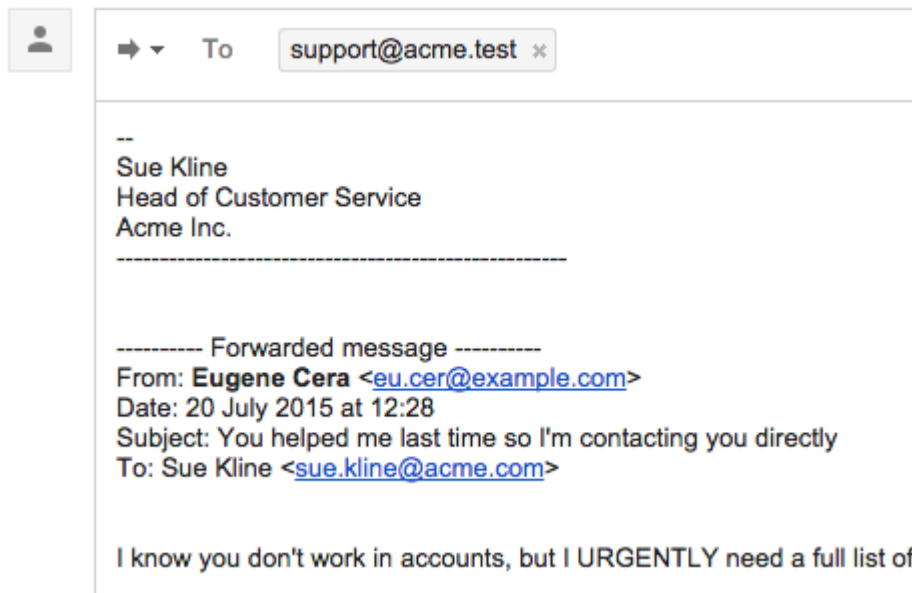 To support@acme.test ×
--
Sue Kline
Head of Customer Service
Acme Inc.
----------------------------------------------------
---------- Forwarded message ----------
From: Eugene Cera <eu.cer@example.com>
Date: 20 July 2015 at 12:28
Subject: You helped me last time so I'm contacting you directly
To: Sue Kline <sue.kline@acme.com>
I know you don't work in accounts, but I URGENTLY need a full list of